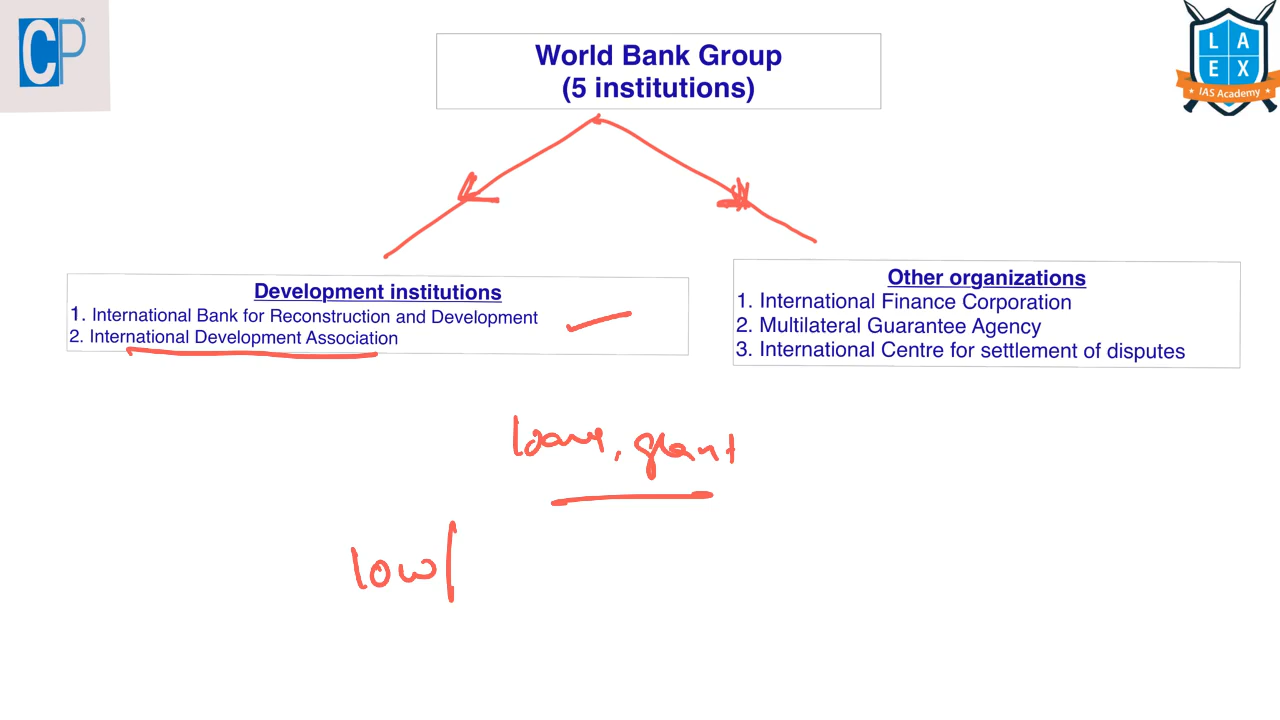 CP®
World Bank Group
(5 institutions)
L A
E X
IAS Academy
Development institutions
1. International Bank for Reconstruction and Development
2. International Development Association
Other organizations
1. International Finance Corporation
2. Multilateral Guarantee Agency
3. International Centre for settlement of disputes
loans, grant
low/